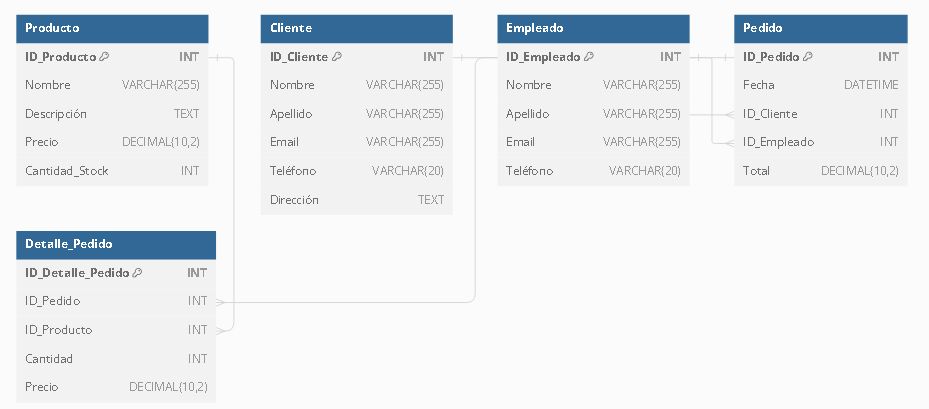 Producto
ID_Producto INT
Nombre VARCHAR(255)
Descripción TEXT
Precio DECIMAL(10,2)
Cantidad_Stock INT
Cliente
ID_Cliente INT
Nombre VARCHAR(255)
Apellido VARCHAR(255)
Email VARCHAR(255)
Teléfono VARCHAR(20)
Dirección TEXT
Empleado
ID_Empleado INT
Nombre VARCHAR(255)
Apellido VARCHAR(255)
Email VARCHAR(255)
Teléfono VARCHAR(20)
Pedido
ID_Pedido INT
Fecha DATETIME
ID_Cliente INT
ID_Empleado INT
Total DECIMAL(10,2)
Detalle_Pedido
ID_Detalle_Pedido INT
ID_Pedido INT
ID_Producto INT
Cantidad INT
Precio DECIMAL(10,2)